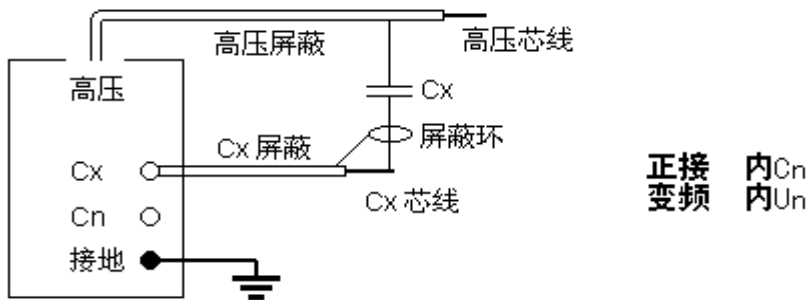 高压屏蔽
高压芯线
高压
Cx
Cx 屏蔽
屏蔽环
Cx
Cx 芯线
Cn
接地
正接 内Cn
变频 内Un